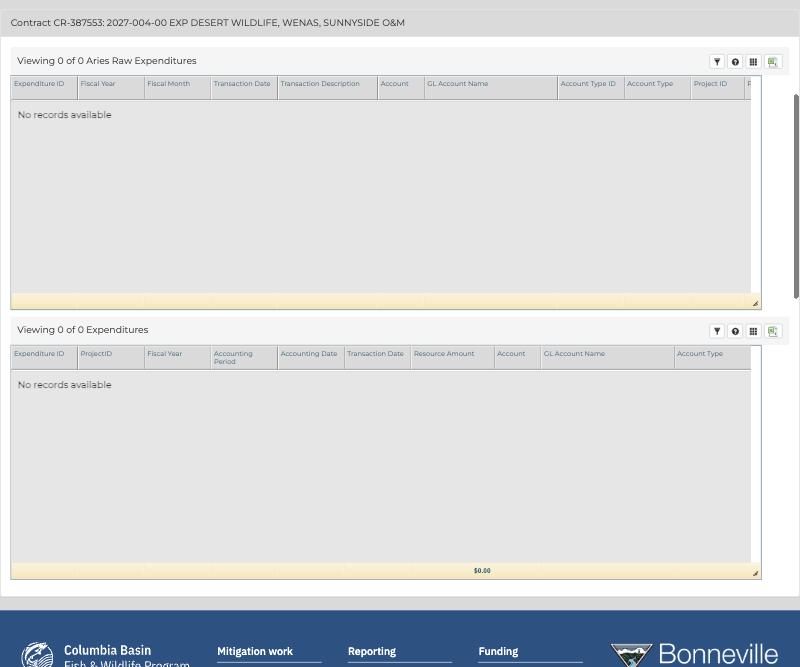 Contract CR-387553: 2027-004-00 EXP DESERT WILDLIFE, WENAS, SUNNYSIDE O&M
Viewing 0 of 0 Aries Raw Expenditures
Expenditure ID Fiscal Year Fiscal Month Transaction Date Transaction Description Account GL Account Name Account Type ID Account Type Project ID
No records available
Viewing 0 of 0 Expenditures
Expenditure ID ProjectID Fiscal Year Accounting Period Accounting Date Transaction Date Resource Amount Account GL Account Name Account Type
No records available
$0.00
Columbia Basin
Fish & Wildlife Program
Mitigation work Reporting Funding
Bonneville